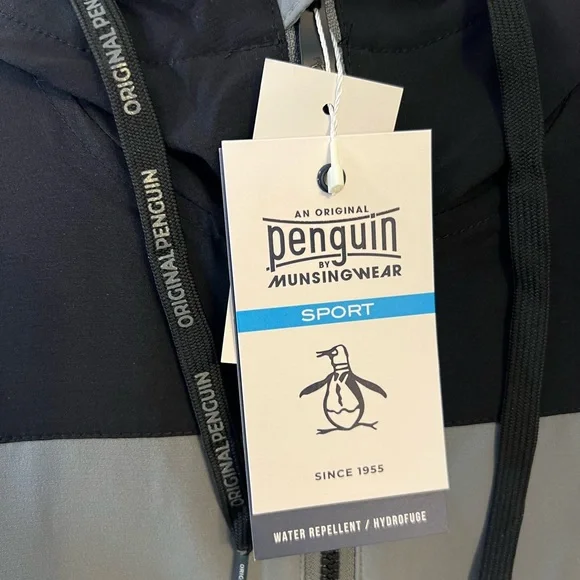 ORIGINAL PENGUIN
ORIGINAL PENGUIN
ORIGINAL PENGUIN
AN ORIGINAL
penguin
BY
MUNSINGWEAR
SPORT
SINCE 1955
WATER REPELLENT / HYDROFUGE